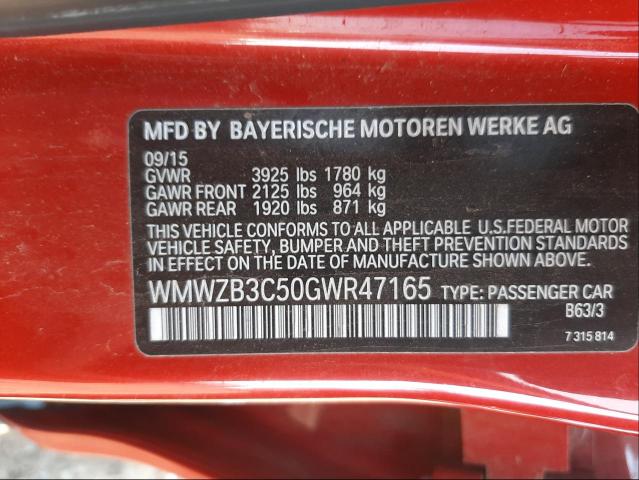 MFD BY BAYERISCHE MOTOREN WERKE AG
09/15
GVWR 3925 lbs 1780 kg
GAWR FRONT 2125 lbs 964 kg
GAWR REAR 1920 lbs 871 kg
THIS VEHICLE CONFORMS TO ALL APPLICABLE U.S.FEDERAL MOTOR
VEHICLE SAFETY, BUMPER AND THEFT PREVENTION STANDARDS
IN EFFECT ON THE DATE OF MANUFACTURE SHOWN ABOVE.
WMWZB3C50GWR47165 TYPE: PASSENGER CAR
B63/3
7 315 814